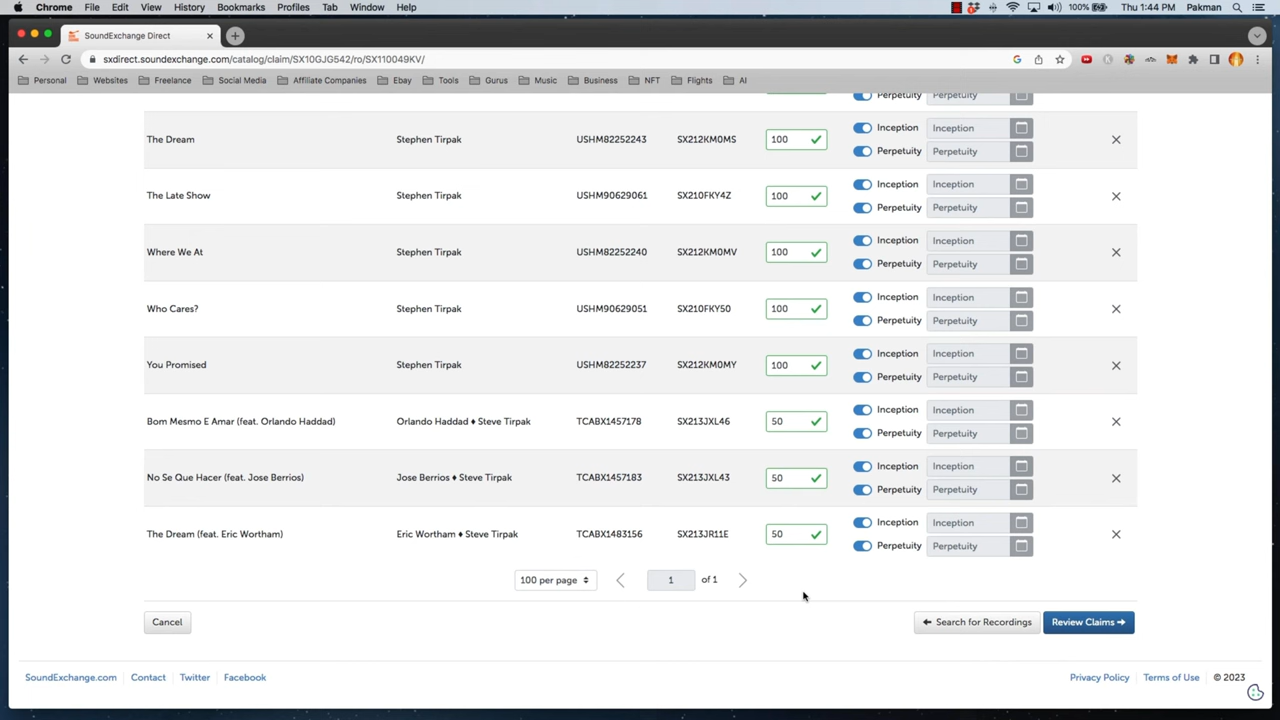 Chrome File Edit View History Bookmarks Profiles Tab Window Help 100% Thu 1:44 PM Pakman
SoundExchange Direct
sxdirect.soundexchange.com/catalog/claim/SX10GJG542/ro/SX110049KV/
Personal Websites Freelance Social Media Affiliate Companies Ebay Tools Gurus Music Business NFT Flights AI
Perpetuity Perpetuity
The Dream Stephen Tirpak USHM82252243 SX212KM0MS 100 Inception Inception
Perpetuity Perpetuity
The Late Show Stephen Tirpak USHM90629061 SX210FKY4Z 100 Inception Inception
Perpetuity Perpetuity
Where We At Stephen Tirpak USHM82252240 SX212KM0MV 100 Inception Inception
Perpetuity Perpetuity
Who Cares? Stephen Tirpak USHM90629051 SX210FKY50 100 Inception Inception
Perpetuity Perpetuity
You Promised Stephen Tirpak USHM82252237 SX212KM0MY 100 Inception Inception
Perpetuity Perpetuity
Bom Mesmo E Amar (feat. Orlando Haddad) Orlando Haddad ♦ Steve Tirpak TCABX1457178 SX213JXL46 50 Inception Inception
Perpetuity Perpetuity
No Se Que Hacer (feat. Jose Berrios) Jose Berrios ♦ Steve Tirpak TCABX1457183 SX213JXL43 50 Inception Inception
Perpetuity Perpetuity
The Dream (feat. Eric Wortham) Eric Wortham ♦ Steve Tirpak TCABX1483156 SX213JR11E 50 Inception Inception
Perpetuity Perpetuity
100 per page 1 of 1
Cancel Search for Recordings Review Claims
SoundExchange.com Contact Twitter Facebook Privacy Policy Terms of Use © 2023